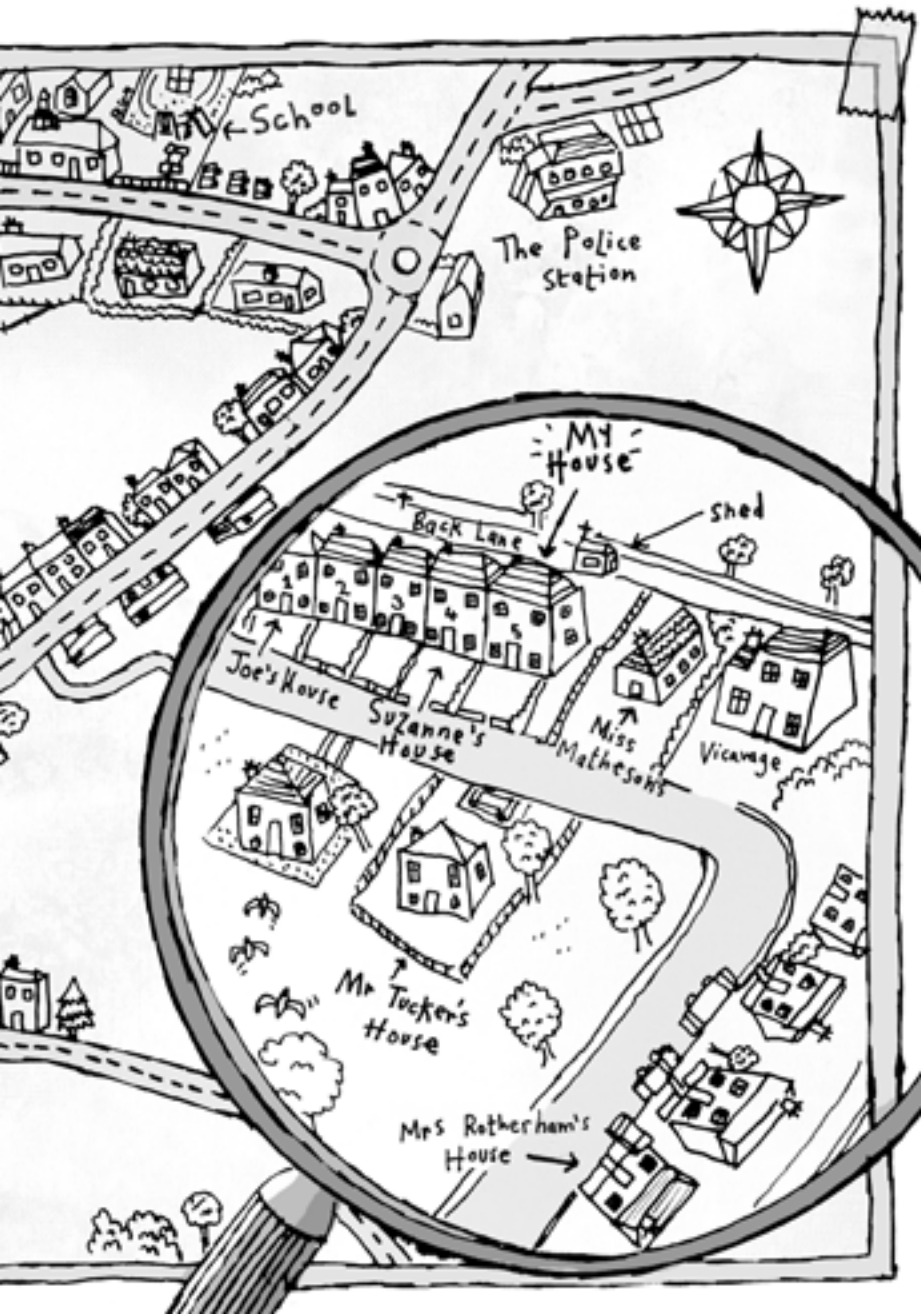 School
The Police
Station
MY
House
Shed
Back Lane
1
2
3
4
5
Joe's House
Suzanne's
House
Miss
Matheson's
Vicarage
Mr Tucker's
House
Mrs Rotherham's
House